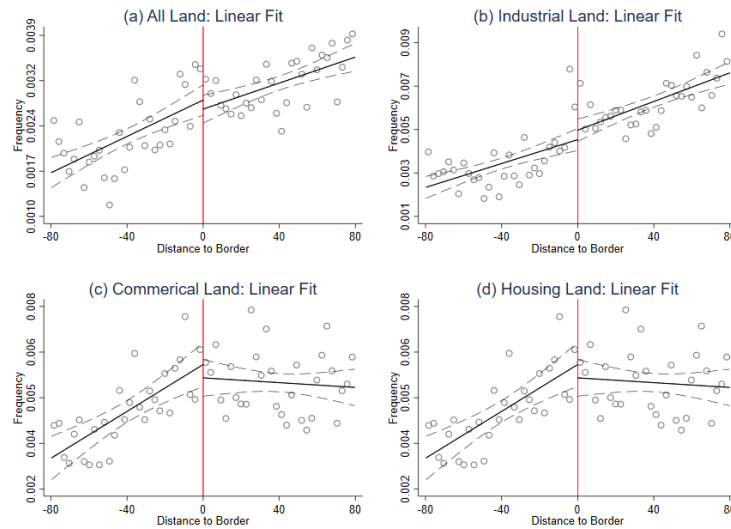 (a) All Land: Linear Fit
Frequency
0.0039
0.0032
0.0024
0.0017
0.0010
-80 -40 0 40 80
Distance to Border
(b) Industrial Land: Linear Fit
Frequency
0.009
0.007
0.005
0.003
0.001
-80 -40 0 40 80
Distance to Border
(c) Commerical Land: Linear Fit
Frequency
0.008
0.006
0.005
0.004
0.002
-80 -40 0 40 80
Distance to Border
(d) Housing Land: Linear Fit
Frequency
0.008
0.006
0.005
0.004
0.002
-80 -40 0 40 80
Distance to Border